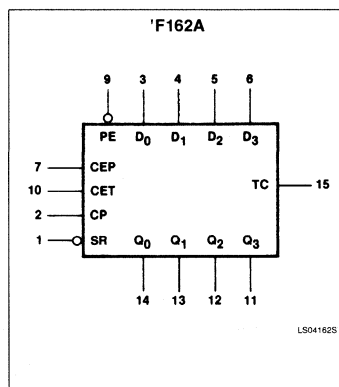 'F162A
9 3 4 5 6
PE D0 D1 D2 D3
7 CEP
10 CET
TC 15
2 CP
1 SR Q0 Q1 Q2 Q3
14 13 12 11
LS04162S